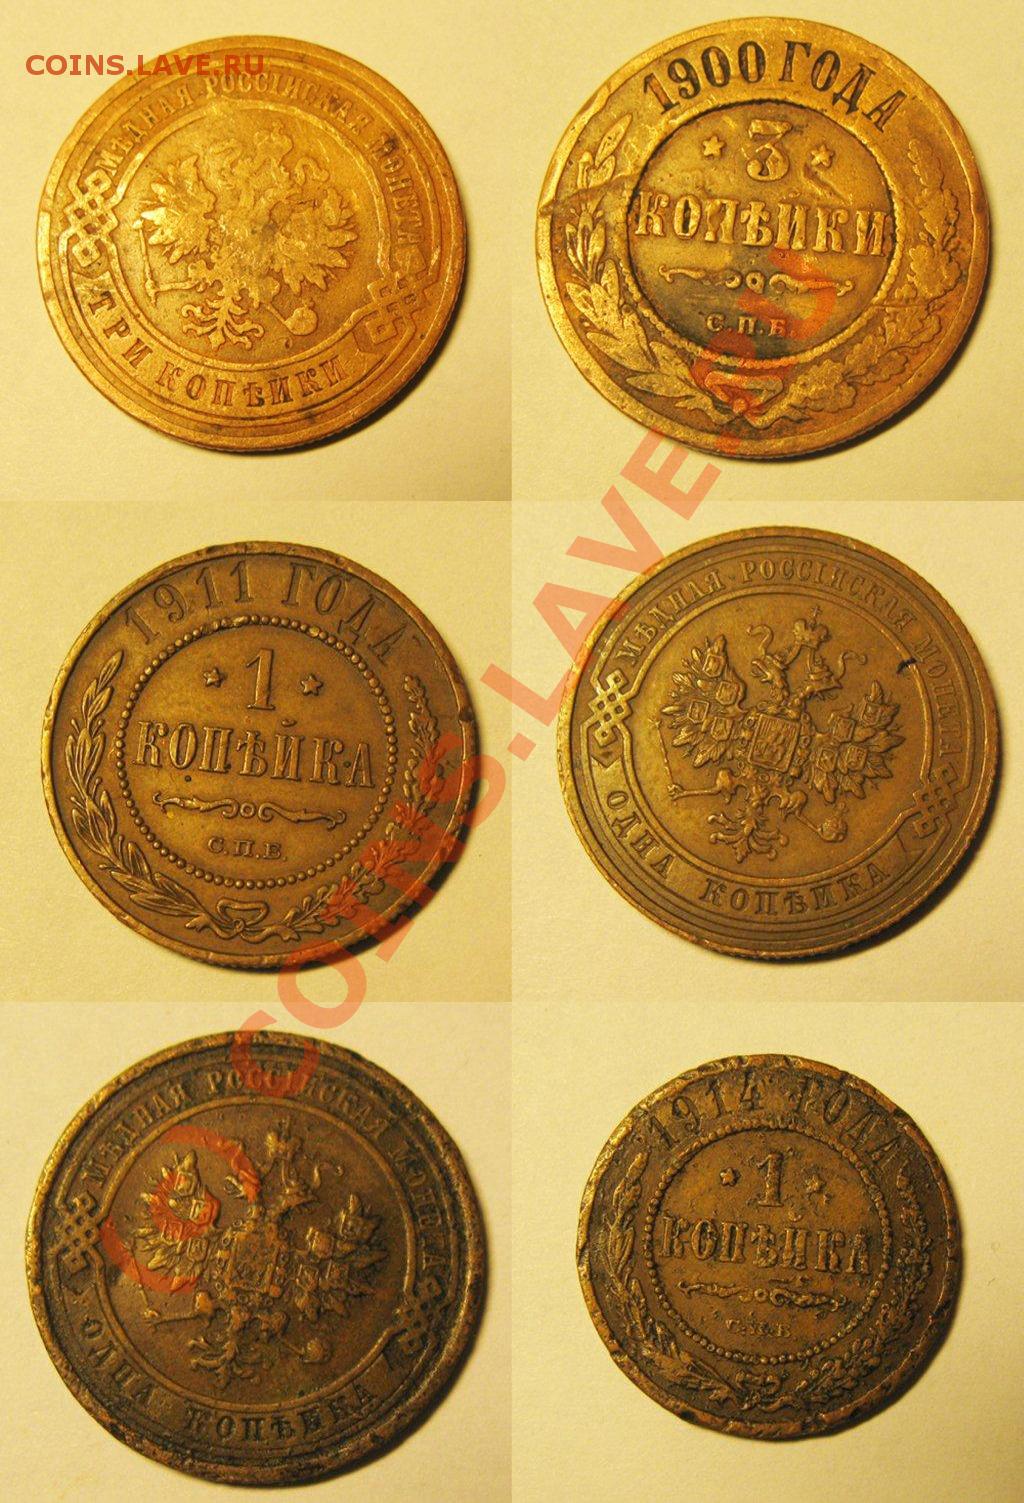 COINS.LAVE.RU
МѢДНАЯ РОССІЙСКАЯ МОНЕТА
ТРИ КОПѢЙКИ
1900 ГОДА
3
КОПѢЙКИ
С.П.Б.
1911 ГОДА
1
КОПѢЙКА
С.П.Б.
МѢДНАЯ РОССІЙСКАЯ МОНЕТА
ОДНА КОПѢЙКА
МѢДНАЯ РОССІЙСКАЯ МОНЕТА
ОДНА КОПѢЙКА
1914 ГОДА
1
КОПѢЙКА
С.П.Б.
(C) COINS.LAVE.RU